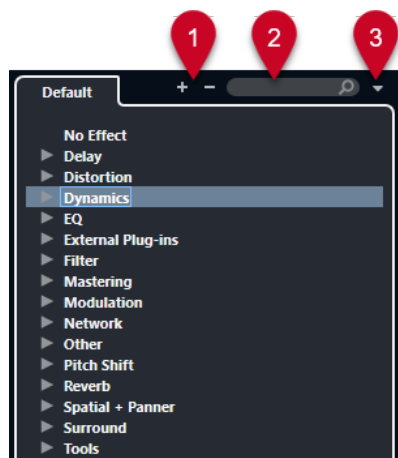 1 2 3
Default + −
No Effect
Delay
Distortion
Dynamics
EQ
External Plug-ins
Filter
Mastering
Modulation
Network
Other
Pitch Shift
Reverb
Spatial + Panner
Surround
Tools